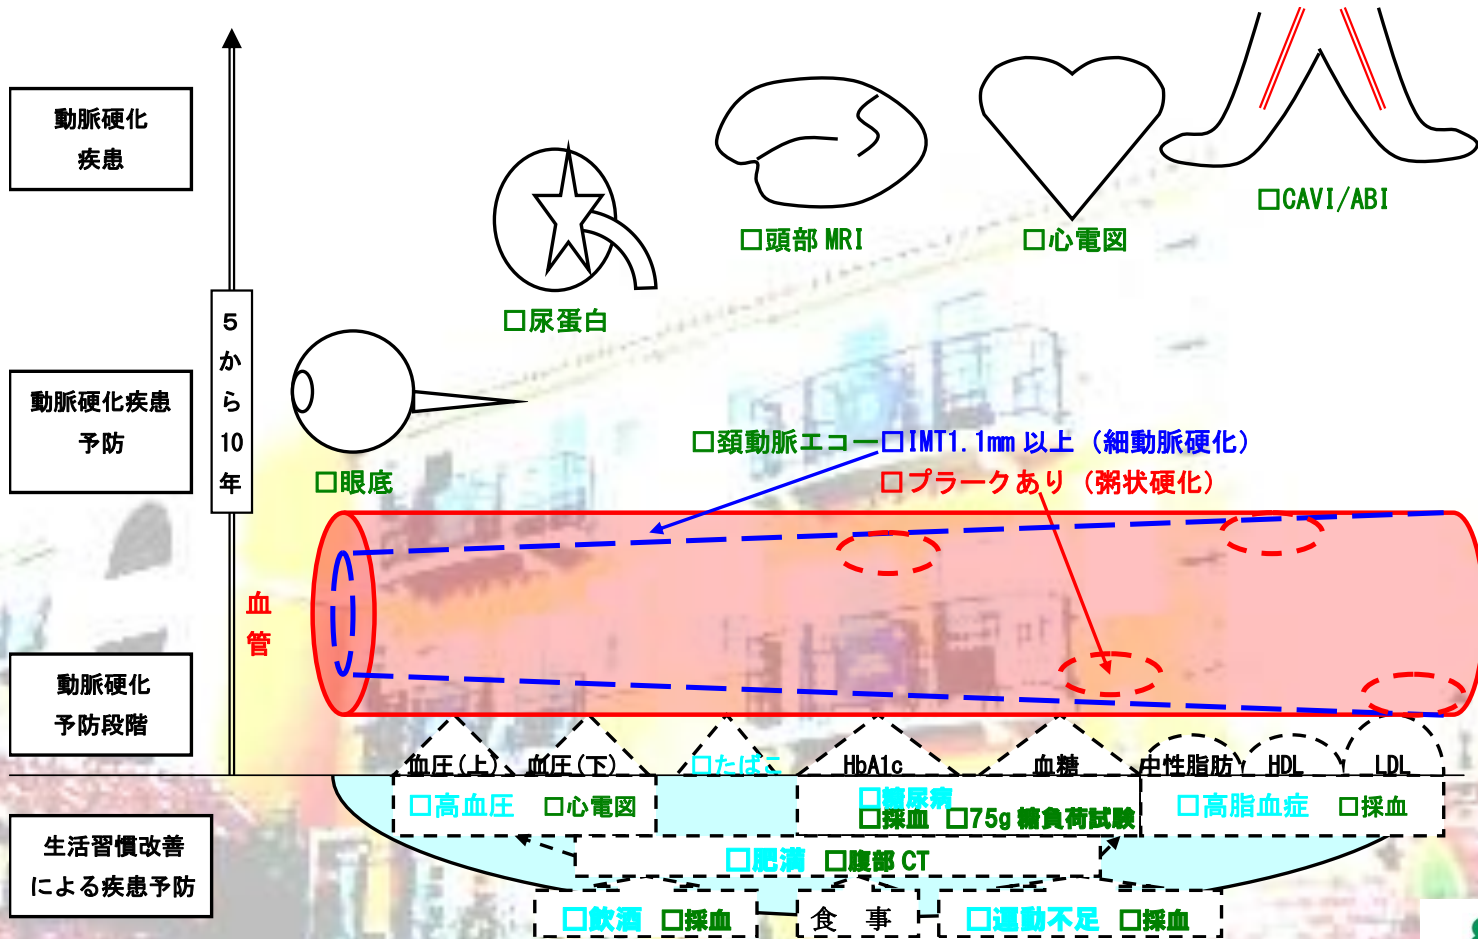 動脈硬化
疾患
□CAVI/ABI
□頭部 MRI
□心電図
□尿蛋白
5
か
ら
10
年
動脈硬化疾患
予防
□頚動脈エコー
□IMT1.1mm 以上（細動脈硬化）
□プラークあり（粥状硬化）
□眼底
血
管
動脈硬化
予防段階
血圧(上)
血圧(下)
□たばこ
HbA1c
血糖
中性脂肪
HDL
LDL
□高血圧 □心電図
□糖尿病
□採血 □75g 糖負荷試験
□高脂血症 □採血
生活習慣改善
による疾患予防
□肥満 □腹部 CT
□飲酒 □採血
食 事
□運動不足 □採血